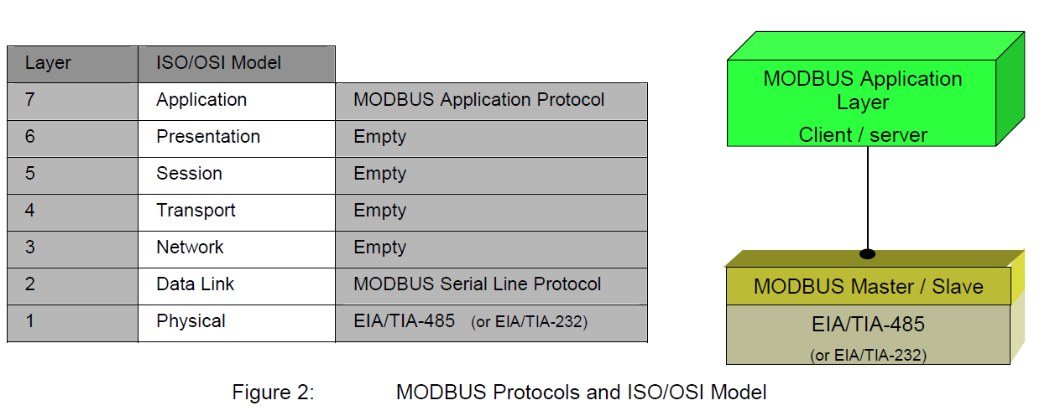 Layer ISO/OSI Model
7 Application MODBUS Application Protocol
6 Presentation Empty
5 Session Empty
4 Transport Empty
3 Network Empty
2 Data Link MODBUS Serial Line Protocol
1 Physical EIA/TIA-485 (or EIA/TIA-232)
MODBUS Application
Layer
Client / server
MODBUS Master / Slave
EIA/TIA-485
(or EIA/TIA-232)
Figure 2: MODBUS Protocols and ISO/OSI Model